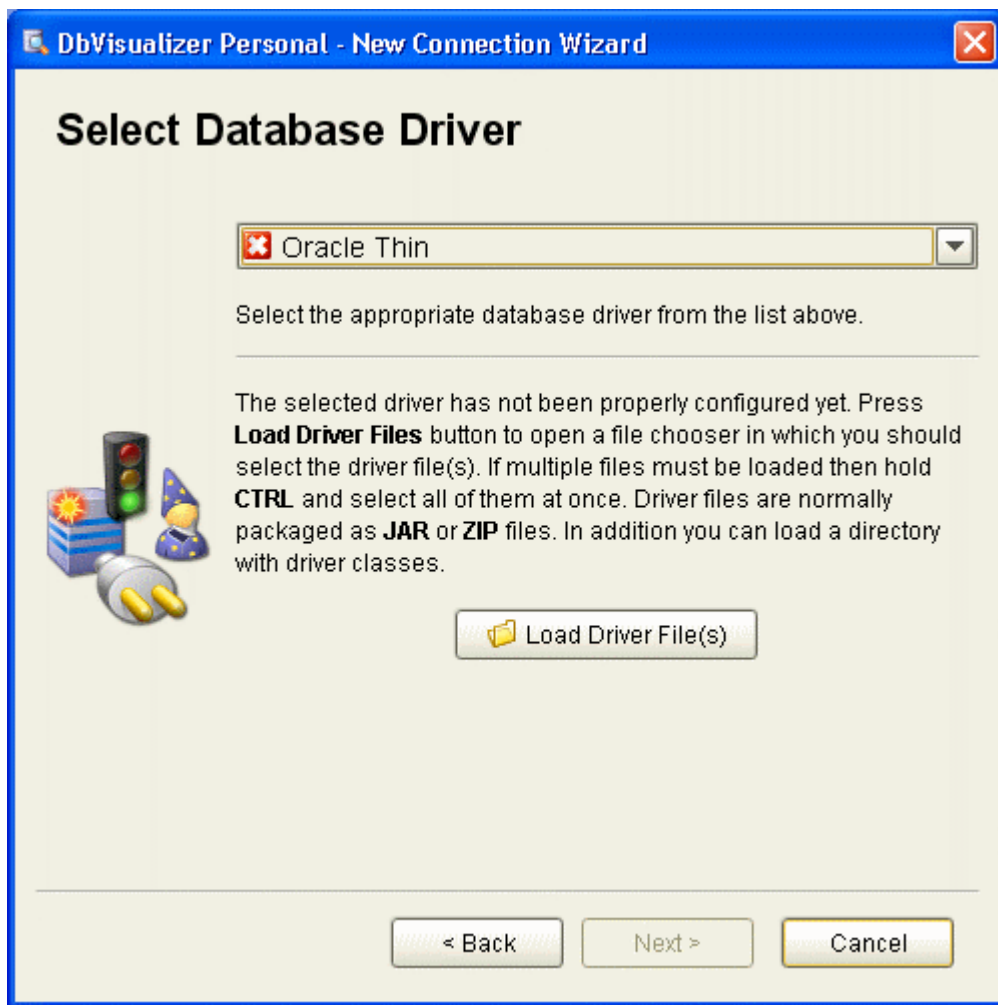 DbVisualizer Personal - New Connection Wizard
Select Database Driver
Oracle Thin
Select the appropriate database driver from the list above.
The selected driver has not been properly configured yet. Press
Load Driver Files button to open a file chooser in which you should
select the driver file(s). If multiple files must be loaded then hold
CTRL and select all of them at once. Driver files are normally
packaged as JAR or ZIP files. In addition you can load a directory
with driver classes.
Load Driver File(s)
< Back
Next >
Cancel